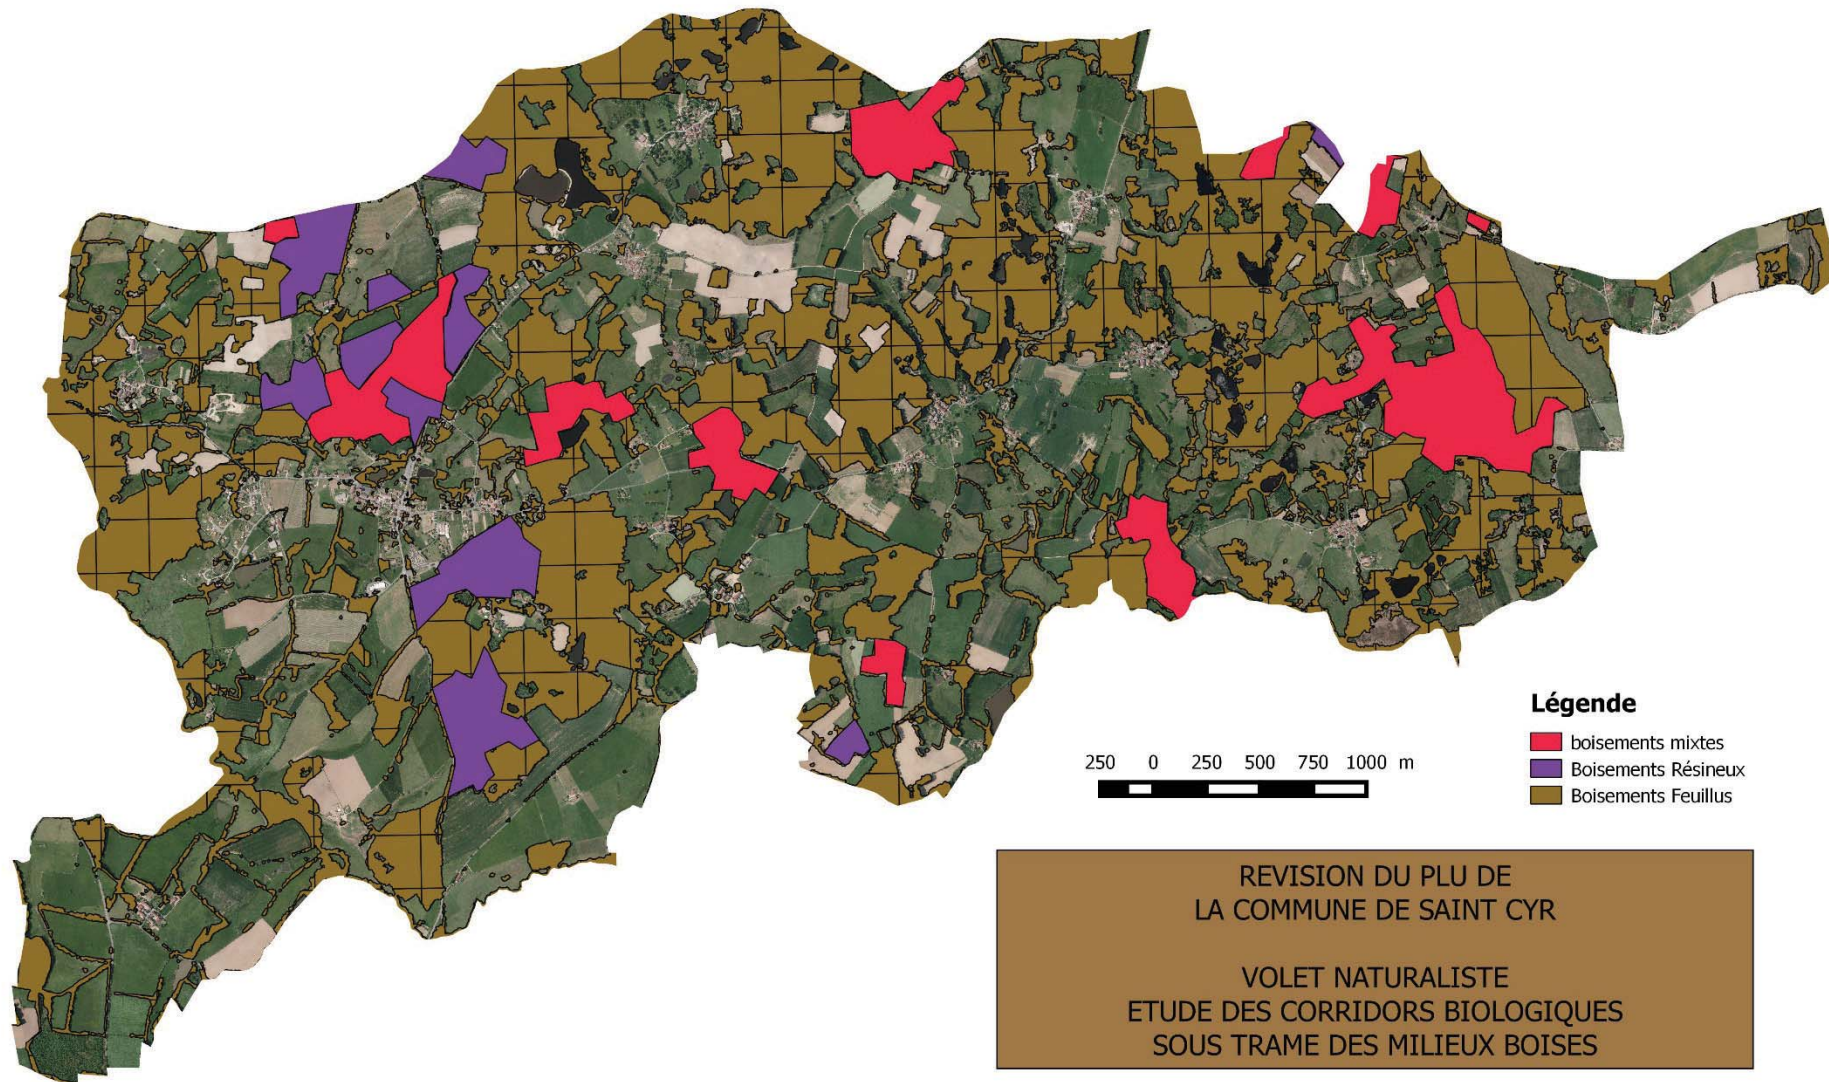 Légende
boisements mixtes
Boisements Résineux
Boisements Feuillus
250 0 250 500 750 1000 m
REVISION DU PLU DE
LA COMMUNE DE SAINT CYR
VOLET NATURALISTE
ETUDE DES CORRIDORS BIOLOGIQUES
SOUS TRAME DES MILIEUX BOISES